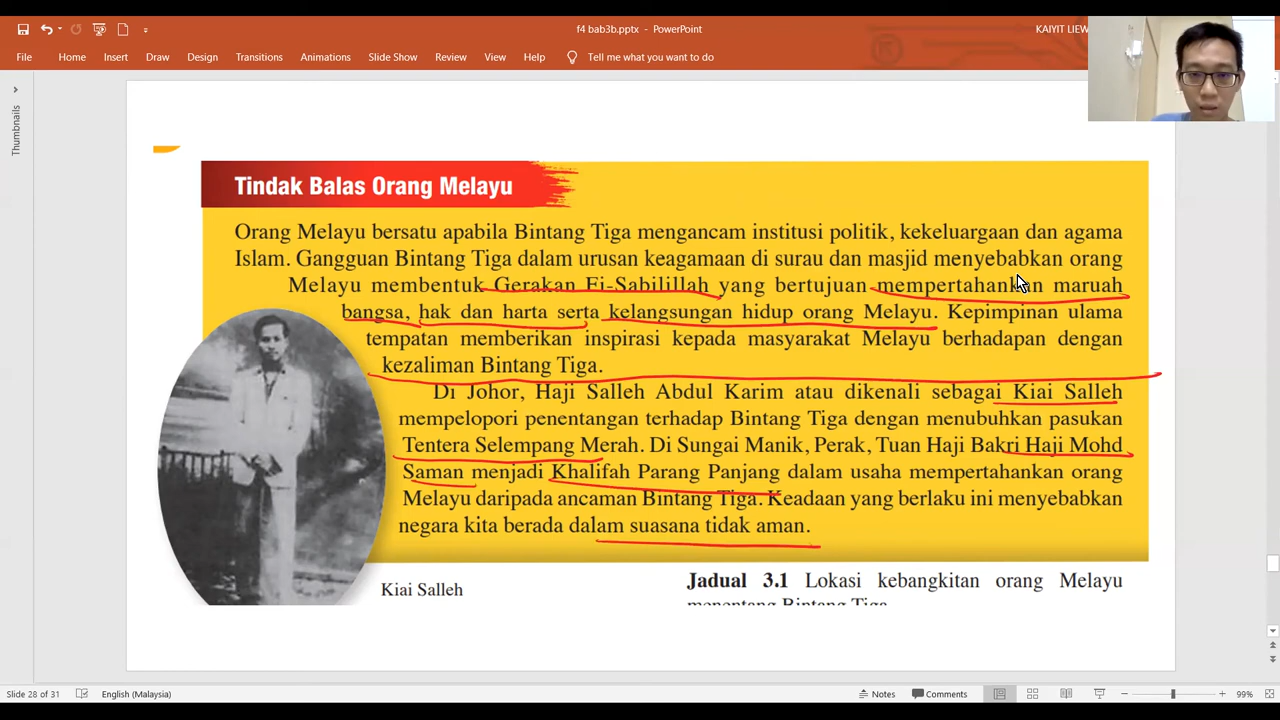 f4 bab3b.pptx - PowerPoint
KAIYIT LIEW
File Home Insert Draw Design Transitions Animations Slide Show Review View Help Tell me what you want to do
Thumbnails
Tindak Balas Orang Melayu
Orang Melayu bersatu apabila Bintang Tiga mengancam institusi politik, kekeluargaan dan agama
Islam. Gangguan Bintang Tiga dalam urusan keagamaan di surau dan masjid menyebabkan orang
Melayu membentuk Gerakan Fi-Sabilillah yang bertujuan mempertahankan maruah
bangsa, hak dan harta serta kelangsungan hidup orang Melayu. Kepimpinan ulama
tempatan memberikan inspirasi kepada masyarakat Melayu berhadapan dengan
kezaliman Bintang Tiga.
Di Johor, Haji Salleh Abdul Karim atau dikenali sebagai Kiai Salleh
mempelopori penentangan terhadap Bintang Tiga dengan menubuhkan pasukan
Tentera Selempang Merah. Di Sungai Manik, Perak, Tuan Haji Bakri Haji Mohd
Saman menjadi Khalifah Parang Panjang dalam usaha mempertahankan orang
Melayu daripada ancaman Bintang Tiga. Keadaan yang berlaku ini menyebabkan
negara kita berada dalam suasana tidak aman.
Kiai Salleh
Jadual 3.1 Lokasi kebangkitan orang Melayu
menentang Bintang Tiga
Slide 28 of 31 English (Malaysia) Notes Comments 99%